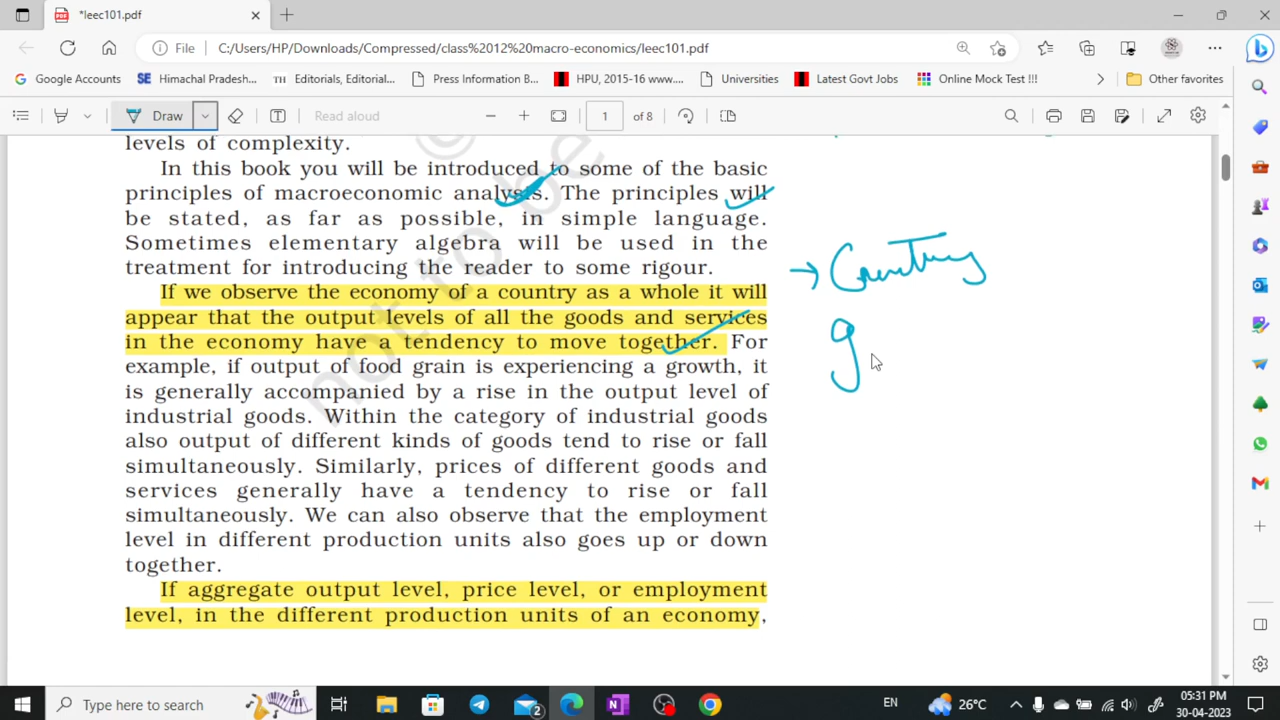 *leec101.pdf
File
C:/Users/HP/Downloads/Compressed/class%2012%20macro-economics/leec101.pdf
Google Accounts
SE Himachal Pradesh...
TH Editorials, Editorial...
Press Information B...
HPU, 2015-16 www....
Universities
Latest Govt Jobs
Online Mock Test !!!
Other favorites
Draw
Read aloud
1 of 8
levels of complexity.
In this book you will be introduced to some of the basic
principles of macroeconomic analysis. The principles will
be stated, as far as possible, in simple language.
Sometimes elementary algebra will be used in the
treatment for introducing the reader to some rigour.
If we observe the economy of a country as a whole it will
appear that the output levels of all the goods and services
in the economy have a tendency to move together. For
example, if output of food grain is experiencing a growth, it
is generally accompanied by a rise in the output level of
industrial goods. Within the category of industrial goods
also output of different kinds of goods tend to rise or fall
simultaneously. Similarly, prices of different goods and
services generally have a tendency to rise or fall
simultaneously. We can also observe that the employment
level in different production units also goes up or down
together.
If aggregate output level, price level, or employment
level, in the different production units of an economy,
not to be
g
Type here to search
2
N
EN
26°C
05:31 PM
30-04-2023